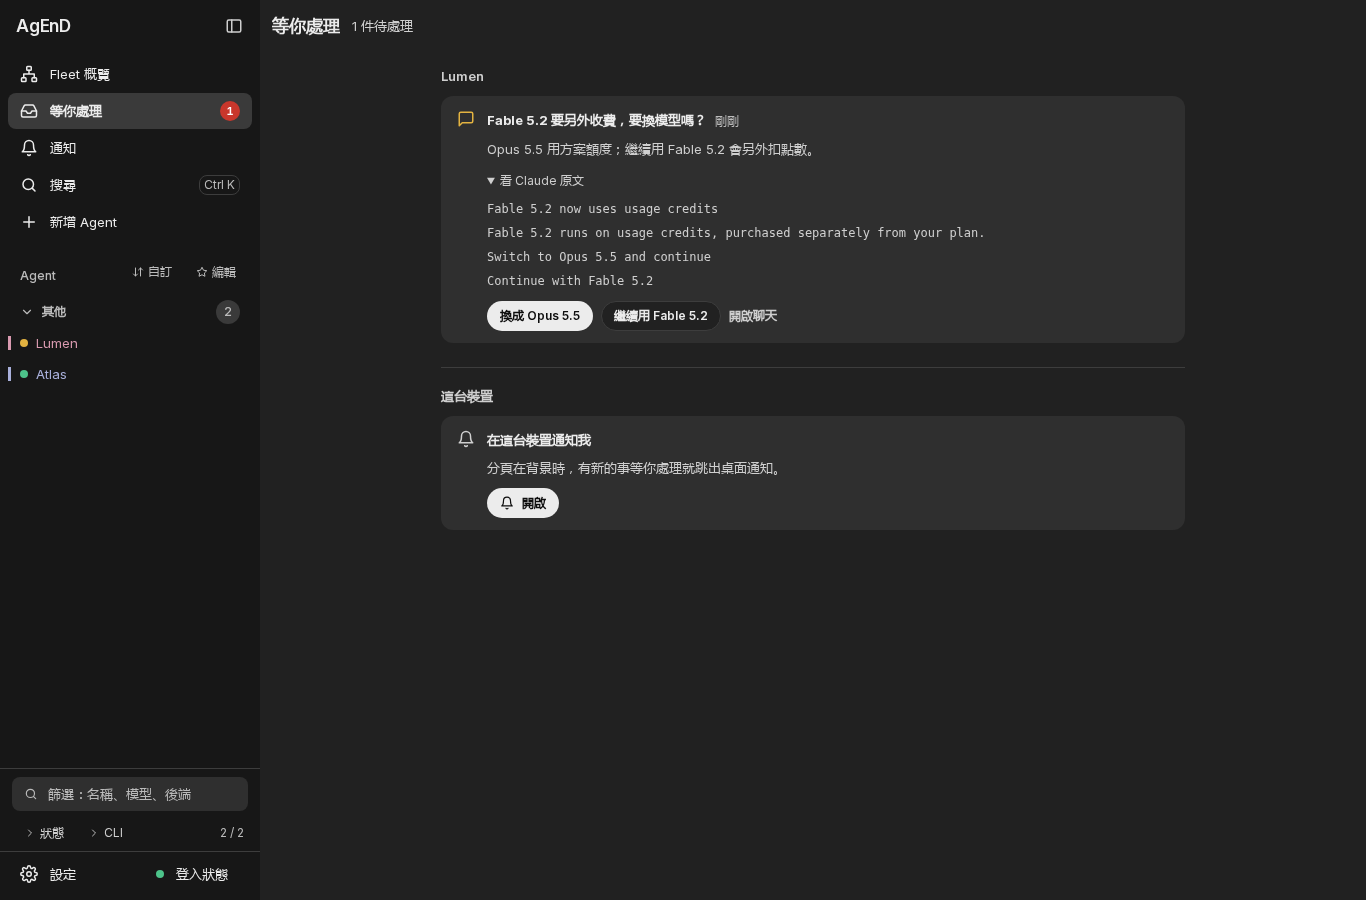 AgEnD
Fleet 概覽
等你處理 1
通知
搜尋 Ctrl K
新增 Agent
Agent 自訂 編輯
其他 2
Lumen
Atlas
篩選：名稱、模型、後端
狀態 CLI 2 / 2
設定 登入狀態
等你處理 1 件待處理
Lumen
Fable 5.2 要另外收費，要換模型嗎？ 剛剛
Opus 5.5 用方案額度；繼續用 Fable 5.2 會另外扣點數。
看 Claude 原文
Fable 5.2 now uses usage credits
Fable 5.2 runs on usage credits, purchased separately from your plan.
Switch to Opus 5.5 and continue
Continue with Fable 5.2
換成 Opus 5.5 繼續用 Fable 5.2 開啟聊天
這台裝置
在這台裝置通知我
分頁在背景時，有新的事等你處理就跳出桌面通知。
開啟